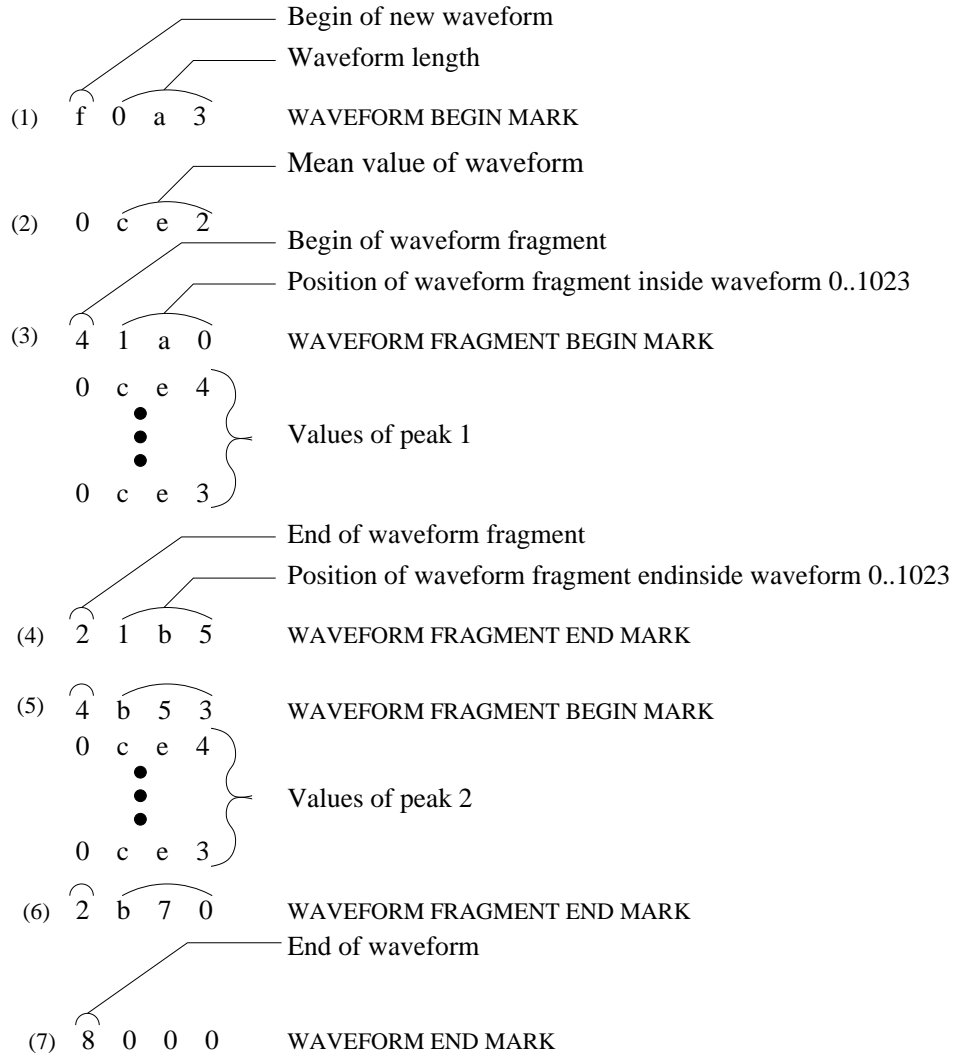 Begin of new waveform
Waveform length
(1) f 0 a 3 WAVEFORM BEGIN MARK
Mean value of waveform
(2) 0 c e 2
Begin of waveform fragment
Position of waveform fragment inside waveform 0..1023
(3) 4 1 a 0 WAVEFORM FRAGMENT BEGIN MARK
0 c e 4
Values of peak 1
0 c e 3
End of waveform fragment
Position of waveform fragment endinside waveform 0..1023
(4) 2 1 b 5 WAVEFORM FRAGMENT END MARK
(5) 4 b 5 3 WAVEFORM FRAGMENT BEGIN MARK
0 c e 4
Values of peak 2
0 c e 3
(6) 2 b 7 0 WAVEFORM FRAGMENT END MARK
End of waveform
(7) 8 0 0 0 WAVEFORM END MARK